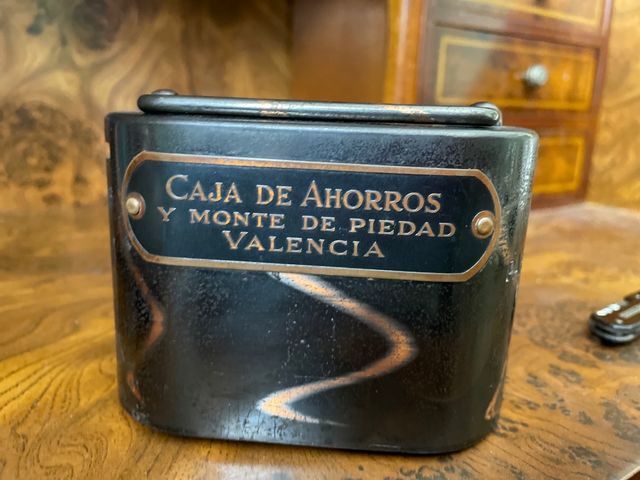 CAJA DE AHORROS
Y MONTE DE PIEDAD
VALENCIA